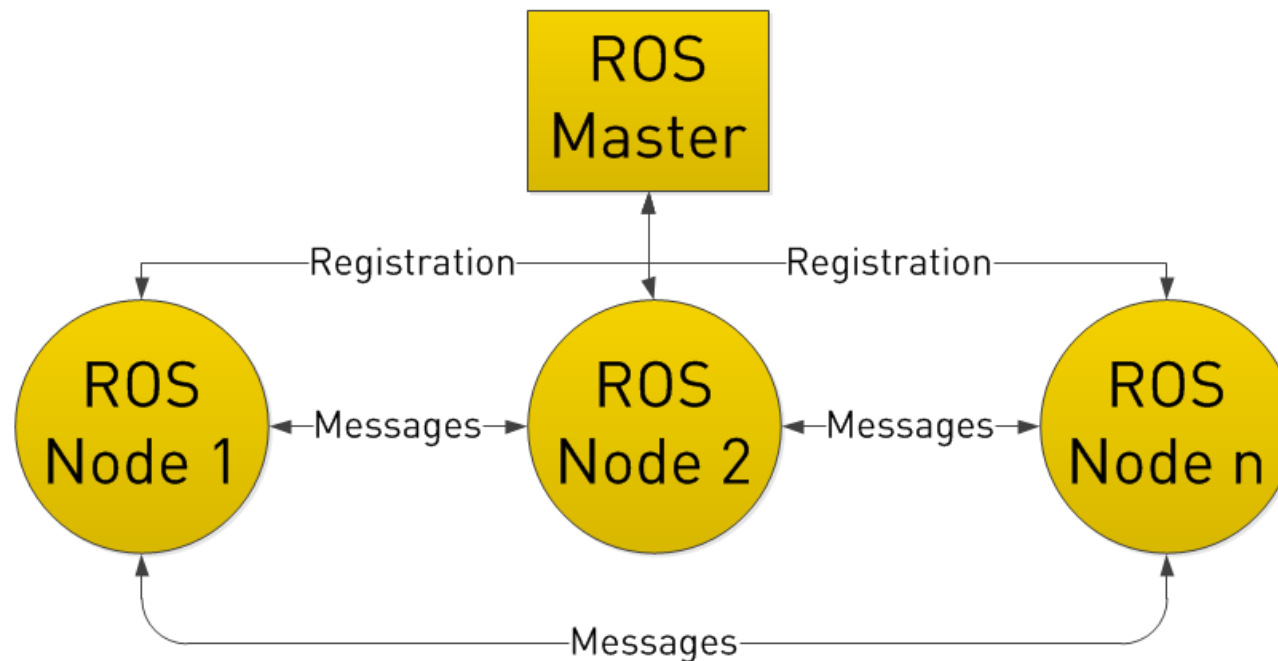 ROS
Master
Registration
Registration
ROS
Node 1
Messages
ROS
Node 2
Messages
ROS
Node n
Messages